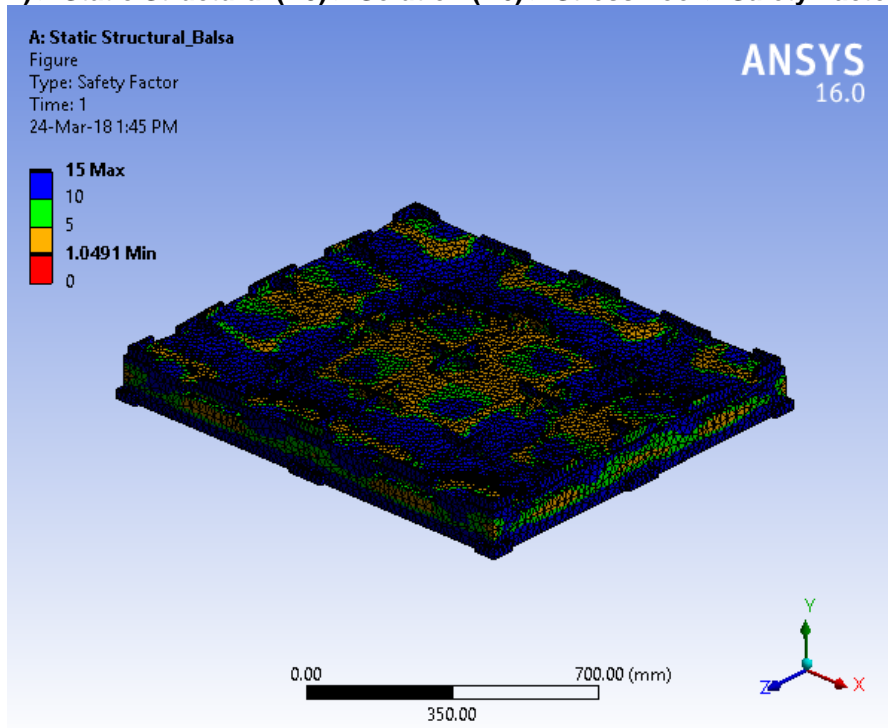 A: Static Structural_Balsa
Figure
Type: Safety Factor
Time: 1
24-Mar-18 1:45 PM
ANSYS
16.0
15 Max
10
5
1.0491 Min
0
0.00
700.00 (mm)
350.00
Y
Z
X